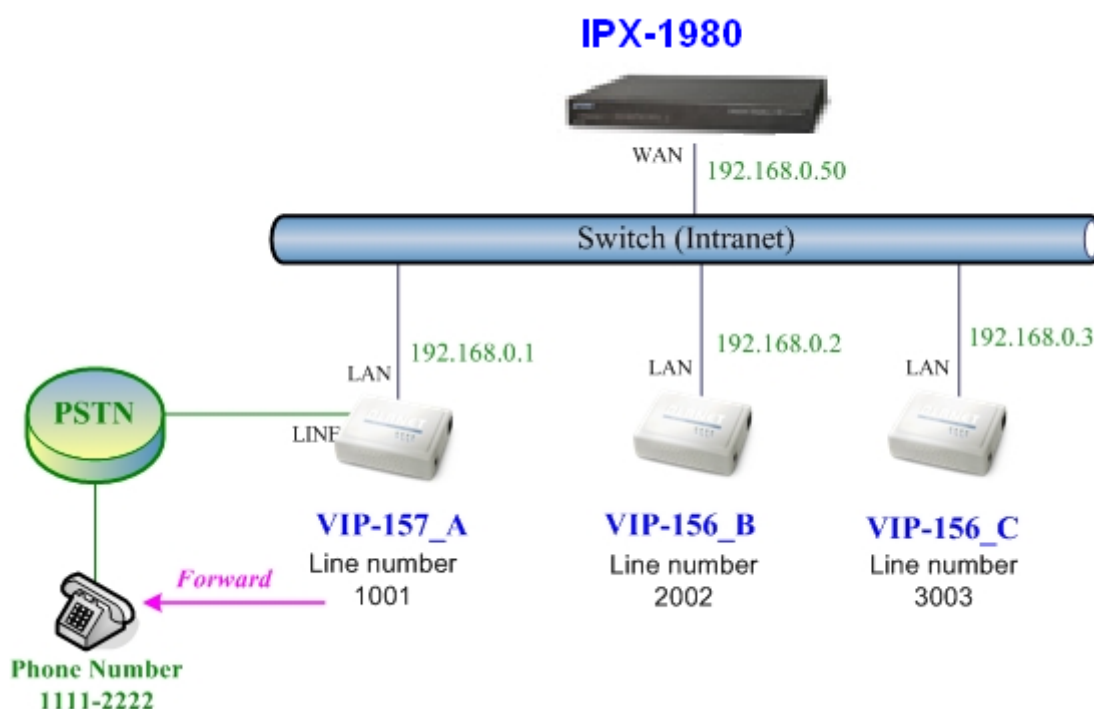 IPX-1980
WAN
192.168.0.50
Switch (Intranet)
192.168.0.1
192.168.0.2
192.168.0.3
LAN
LAN
LAN
PSTN
LINE
VIP-157_A
VIP-156_B
VIP-156_C
Line number
1001
Line number
2002
Line number
3003
Forward
Phone Number
1111-2222